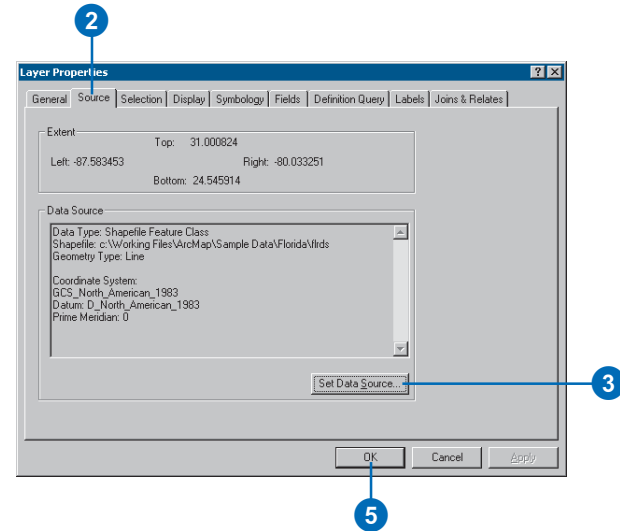 2
Layer Properties
General Source Selection Display Symbology Fields Definition Query Labels Joins & Relates
Extent
Top: 31.000824
Left: -87.583453 Right: -80.033251
Bottom: 24.545914
Data Source
Data Type: Shapefile Feature Class
Shapefile: c:\Working Files\ArcMap\Sample Data\Florida\flrds
Geometry Type: Line
Coordinate System:
GCS_North_American_1983
Datum: D_North_American_1983
Prime Meridian: 0
Set Data Source...
3
OK Cancel Apply
5